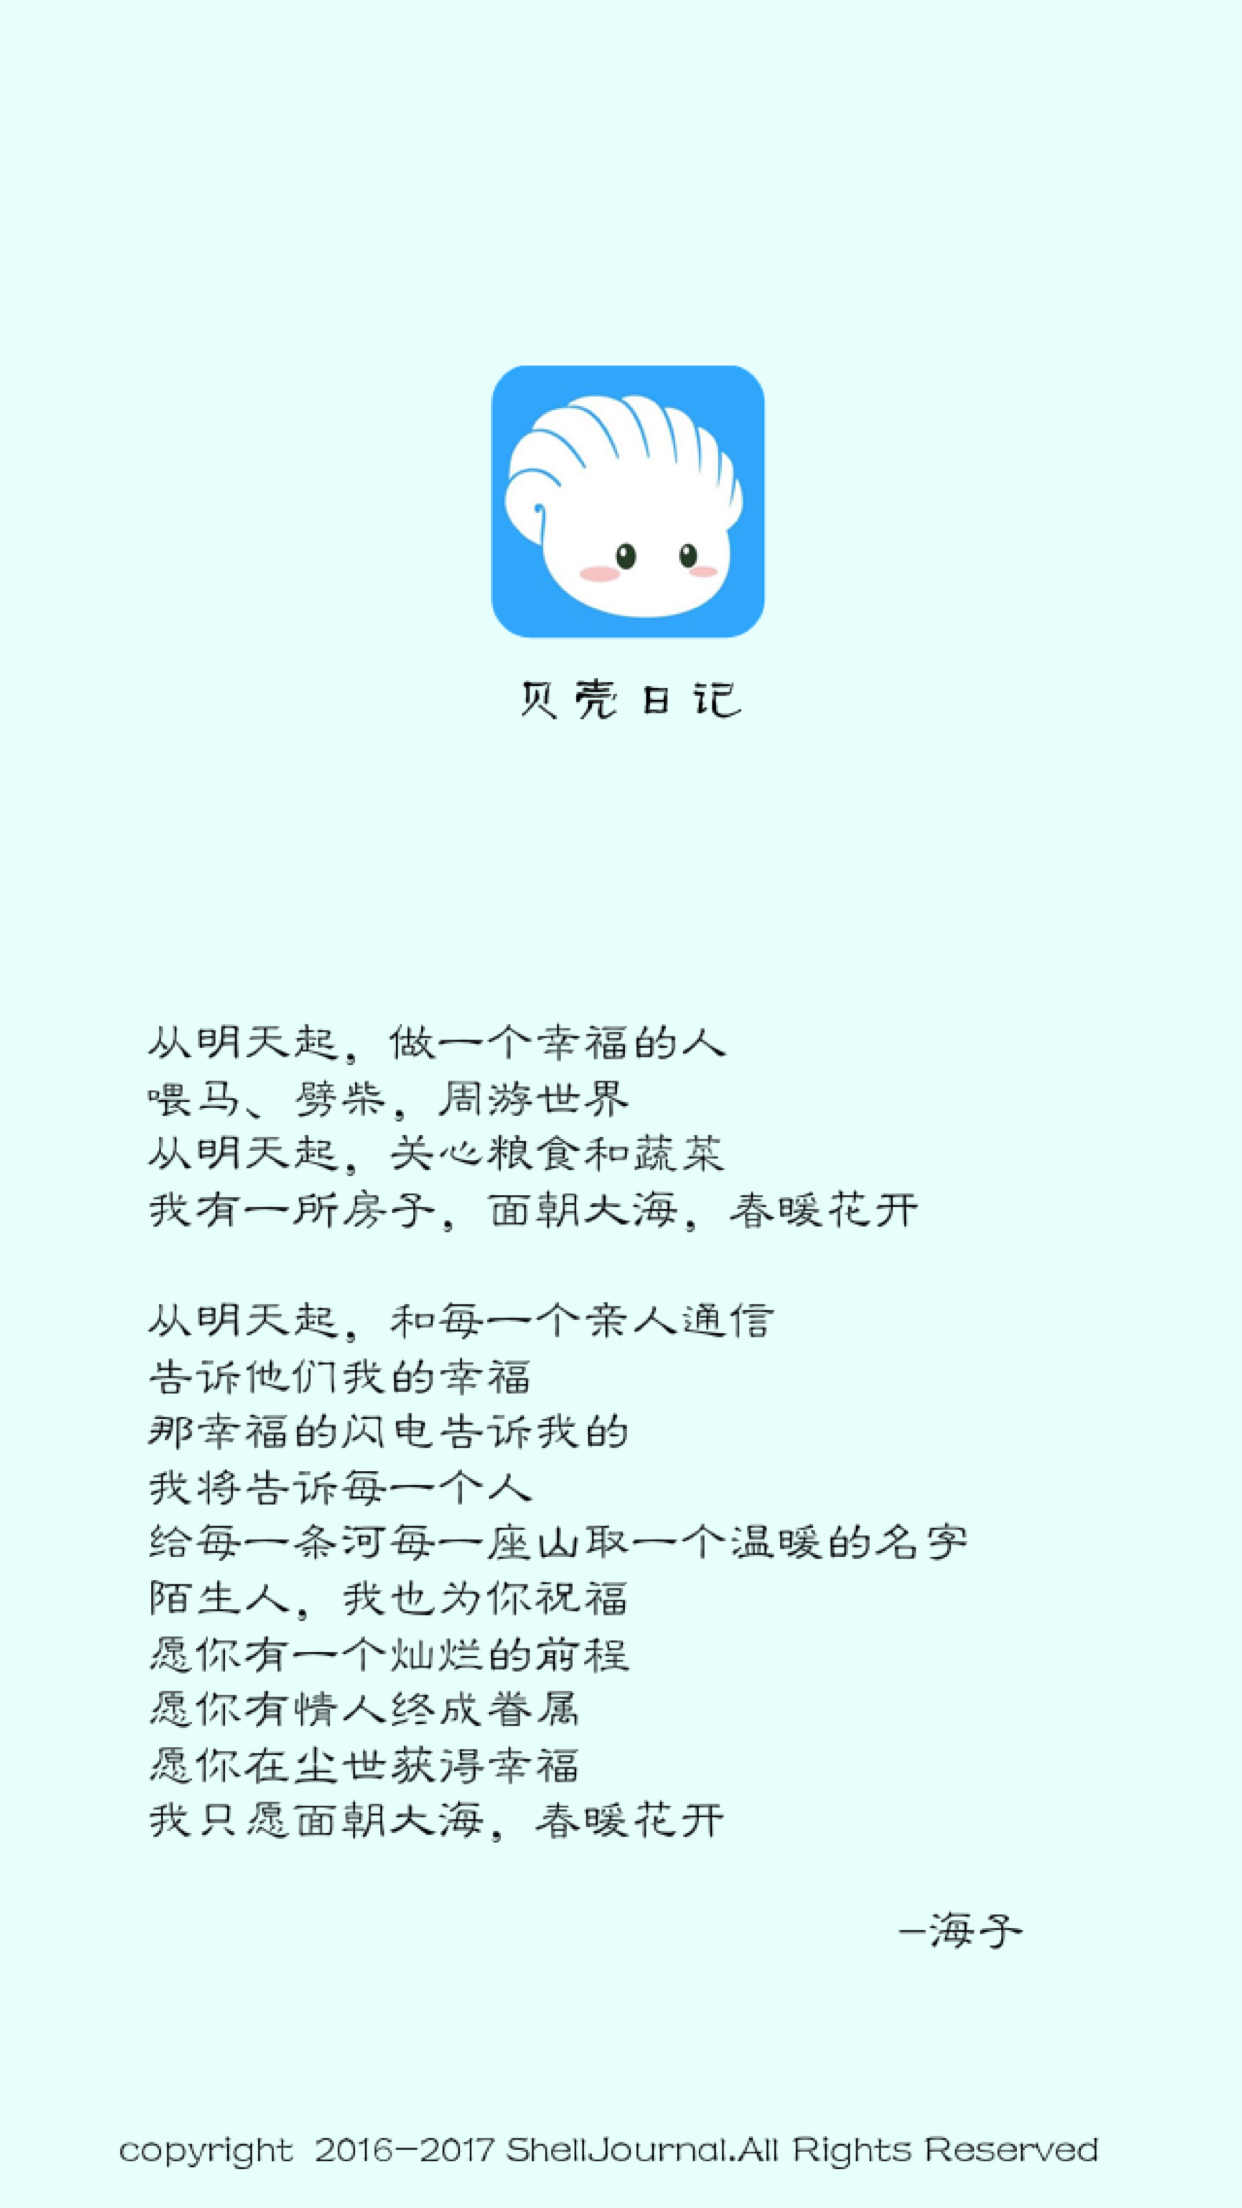 贝壳日记
从明天起，做一个幸福的人
喂马、劈柴，周游世界
从明天起，关心粮食和蔬菜
我有一所房子，面朝大海，春暖花开
从明天起，和每一个亲人通信
告诉他们我的幸福
那幸福的闪电告诉我的
我将告诉每一个人
给每一条河每一座山取一个温暖的名字
陌生人，我也为你祝福
愿你有一个灿烂的前程
愿你有情人终成眷属
愿你在尘世获得幸福
我只愿面朝大海，春暖花开
-海子
copyright 2016-2017 ShellJournal.All Rights Reserved